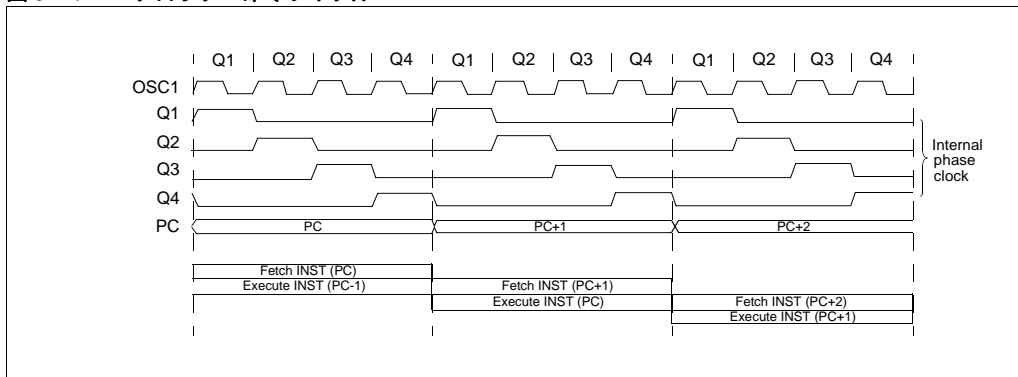 Q1 Q2 Q3 Q4 Q1 Q2 Q3 Q4 Q1 Q2 Q3 Q4
OSC1
Q1
Q2
Q3
Q4
PC
Internal
phase
clock
PC PC+1 PC+2
Fetch INST (PC)
Execute INST (PC-1) Fetch INST (PC+1)
Execute INST (PC) Fetch INST (PC+2)
Execute INST (PC+1)